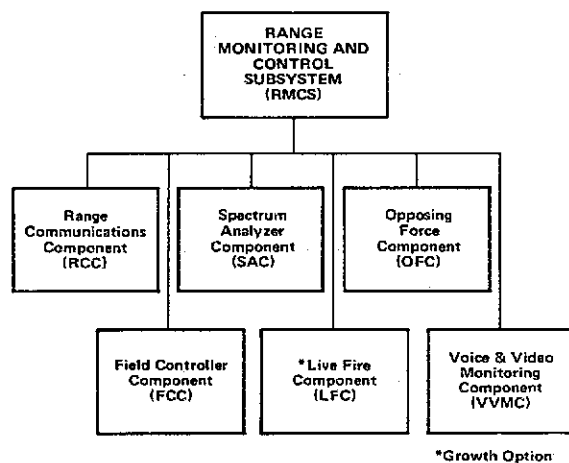 RANGE
MONITORING AND
CONTROL
SUBSYSTEM
(RMCS)
Range
Communications
Component
(RCC)
Spectrum
Analyzer
Component
(SAC)
Opposing
Force
Component
(OFC)
Field Controller
Component
(FCC)
*Live Fire
Component
(LFC)
Voice & Video
Monitoring
Component
(VVMC)
*Growth Option